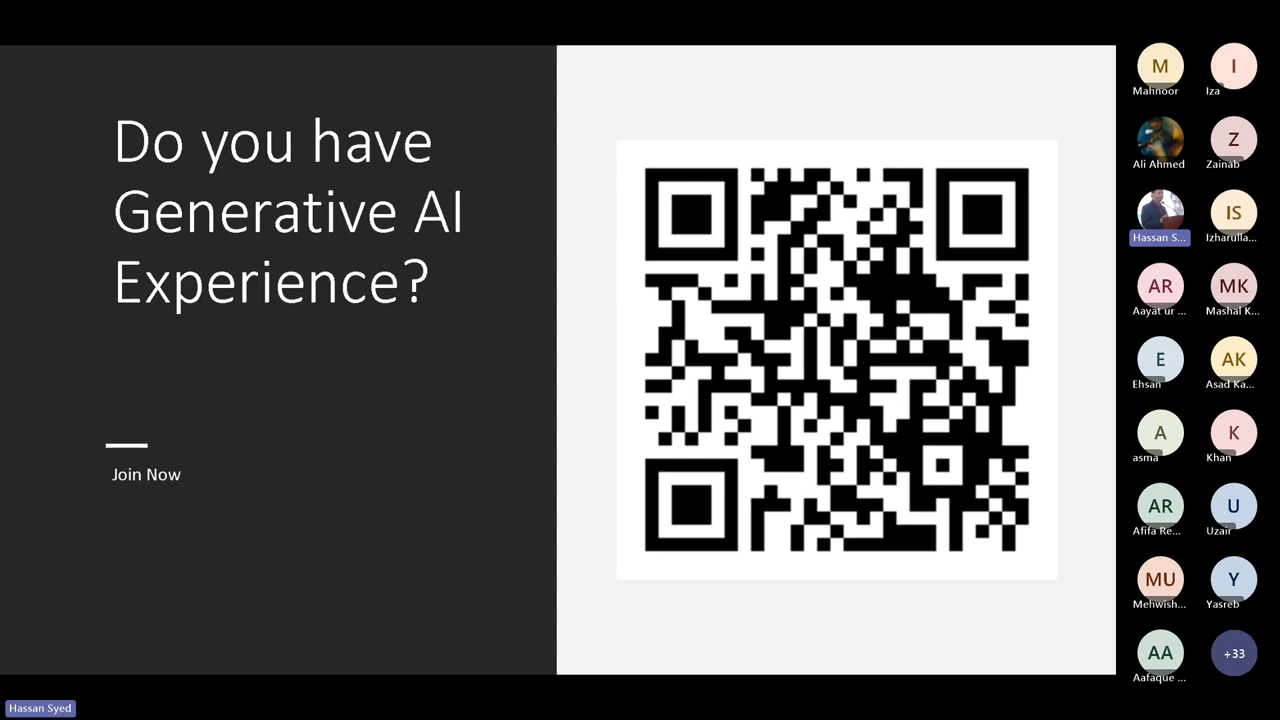 Do you have
Generative AI
Experience?
Join Now
M
Mahnoor
I
Iza
Ali Ahmed
Z
Zainab
Hassan S...
IS
Izharulla...
AR
Aayat ur ...
MK
Mashal K...
E
Ehsan
AK
Asad Ka...
A
asma
K
Khan
AR
Afifa Re...
U
Uzair
MU
Mehwish...
Y
Yasreb
AA
Aafaque ...
+33
Hassan Syed